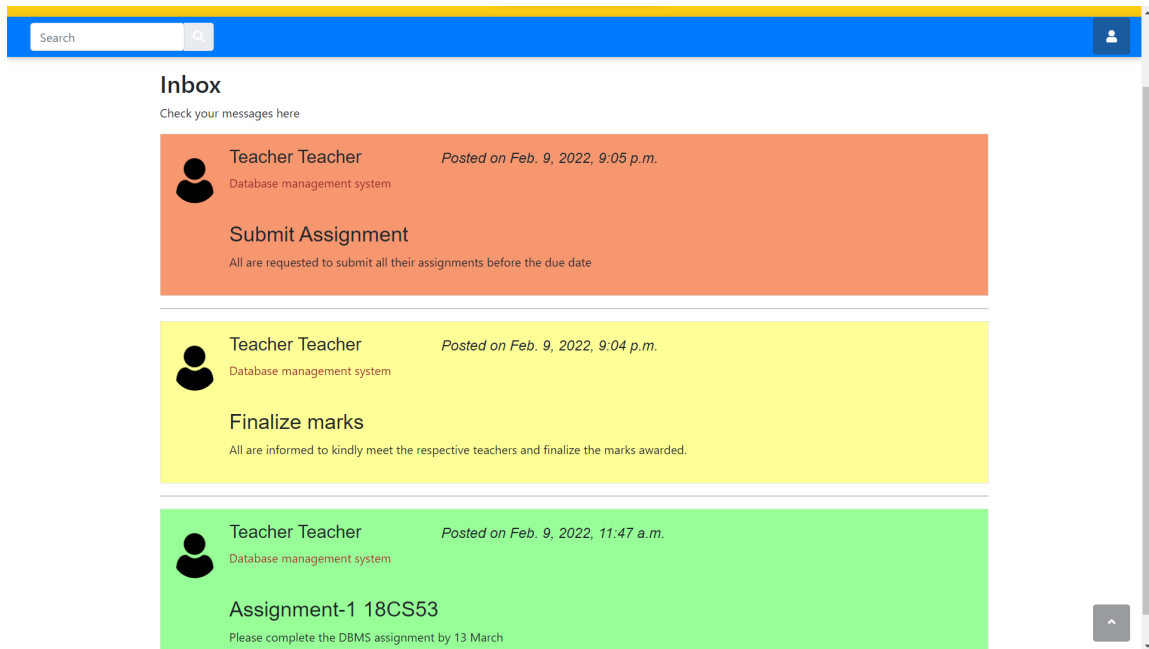 Search
Inbox
Check your messages here
Teacher Teacher Posted on Feb. 9, 2022, 9:05 p.m.
Database management system
Submit Assignment
All are requested to submit all their assignments before the due date
Teacher Teacher Posted on Feb. 9, 2022, 9:04 p.m.
Database management system
Finalize marks
All are informed to kindly meet the respective teachers and finalize the marks awarded.
Teacher Teacher Posted on Feb. 9, 2022, 11:47 a.m.
Database management system
Assignment-1 18CS53
Please complete the DBMS assignment by 13 March